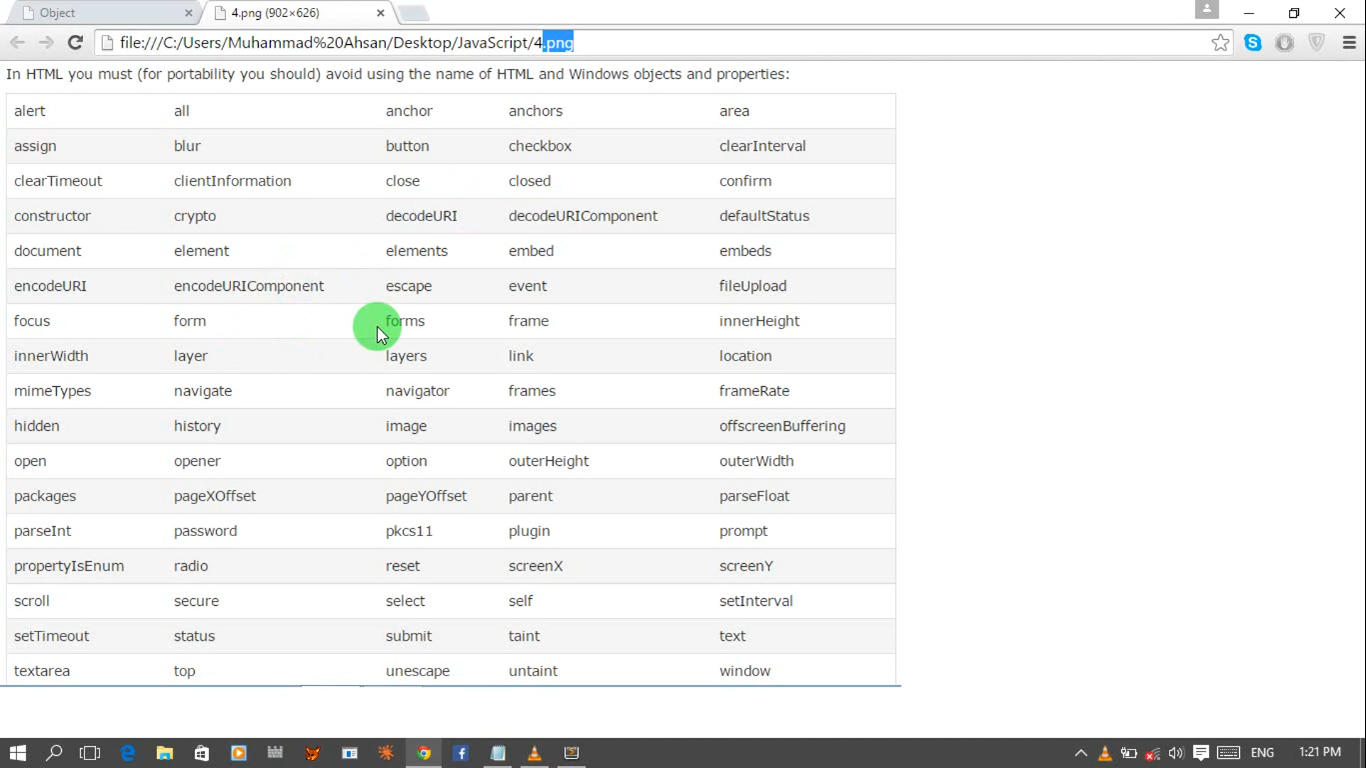 Object
4.png (902×626)
file:///C:/Users/Muhammad%20Ahsan/Desktop/JavaScript/4.png
In HTML you must (for portability you should) avoid using the name of HTML and Windows objects and properties:
alert all anchor anchors area
assign blur button checkbox clearInterval
clearTimeout clientInformation close closed confirm
constructor crypto decodeURI decodeURIComponent defaultStatus
document element elements embed embeds
encodeURI encodeURIComponent escape event fileUpload
focus form forms frame innerHeight
innerWidth layer layers link location
mimeTypes navigate navigator frames frameRate
hidden history image images offscreenBuffering
open opener option outerHeight outerWidth
packages pageXOffset pageYOffset parent parseFloat
parseInt password pkcs11 plugin prompt
propertyIsEnum radio reset screenX screenY
scroll secure select self setInterval
setTimeout status submit taint text
textarea top unescape untaint window
ENG 1:21 PM